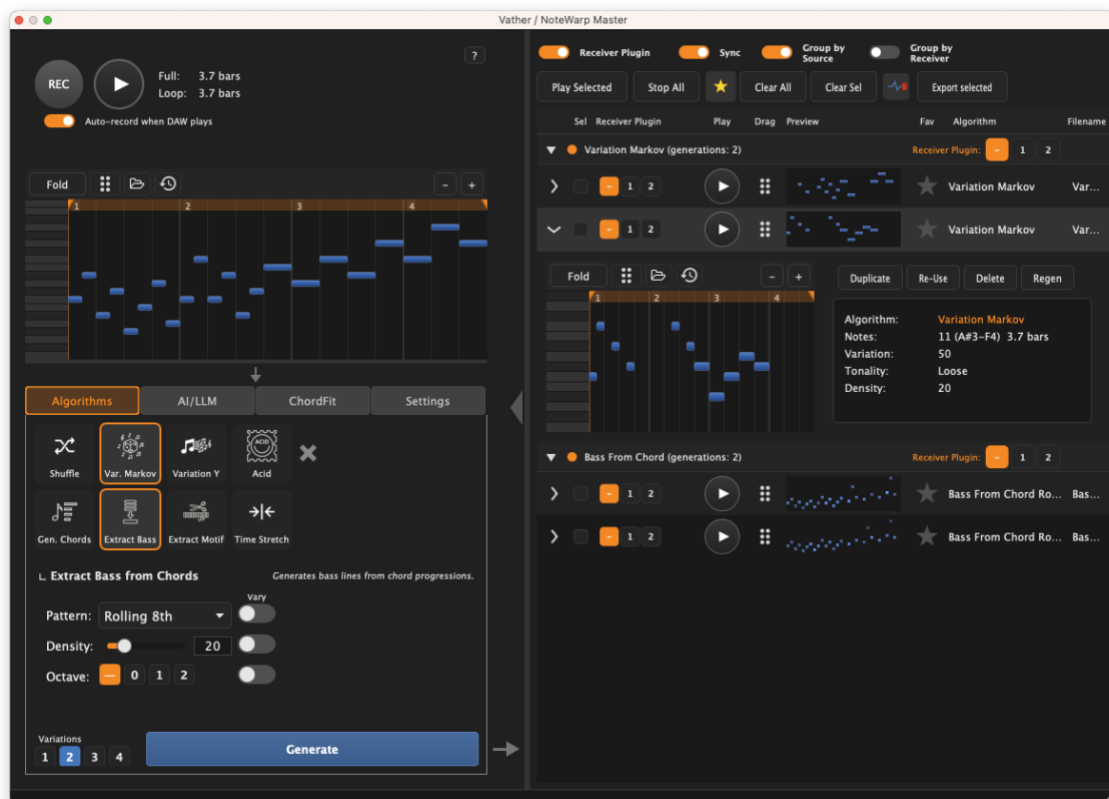 Vather / NoteWarp Master
?
REC
Full: 3.7 bars
Loop: 3.7 bars
Auto-record when DAW plays
Fold
- +
1 2 3 4
Algorithms AI/LLM ChordFit Settings
Shuffle Var. Markov Variation Y ACID Acid
Gen. Chords Extract Bass Extract Motif Time Stretch
Extract Bass from Chords Generates bass lines from chord progressions.
Vary
Pattern: Rolling 8th
Density: 20
Octave: — 0 1 2
Variations
1 2 3 4
Generate
Receiver Plugin Sync Group by Source Group by Receiver
Play Selected Stop All Clear All Clear Sel Export selected
Sel Receiver Plugin Play Drag Preview Fav Algorithm Filename
Variation Markov (generations: 2) Receiver Plugin: - 1 2
- 1 2 Variation Markov Var...
- 1 2 Variation Markov Var...
Fold - + Duplicate Re-Use Delete Regen
1 2 3 4
Algorithm: Variation Markov
Notes: 11 (A#3-F4) 3.7 bars
Variation: 50
Tonality: Loose
Density: 20
Bass From Chord (generations: 2) Receiver Plugin: - 1 2
- 1 2 Bass From Chord Ro... Bas...
- 1 2 Bass From Chord Ro... Bas...